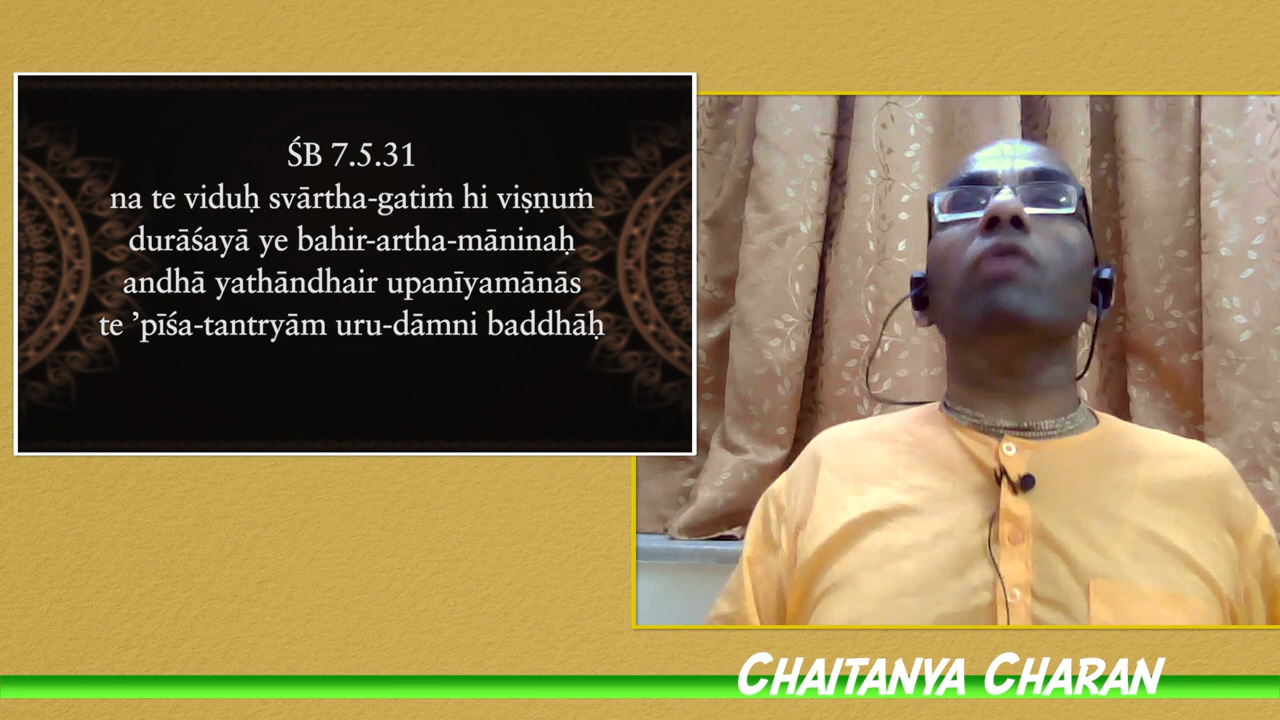 ŚB 7.5.31
na te viduḥ svārtha-gatiṁ hi viṣṇuṁ
durāśayā ye bahir-artha-māninaḥ
andhā yathāndhair upanīyamānās
te ’pīśa-tantryām uru-dāmni baddhāḥ
CHAITANYA CHARAN